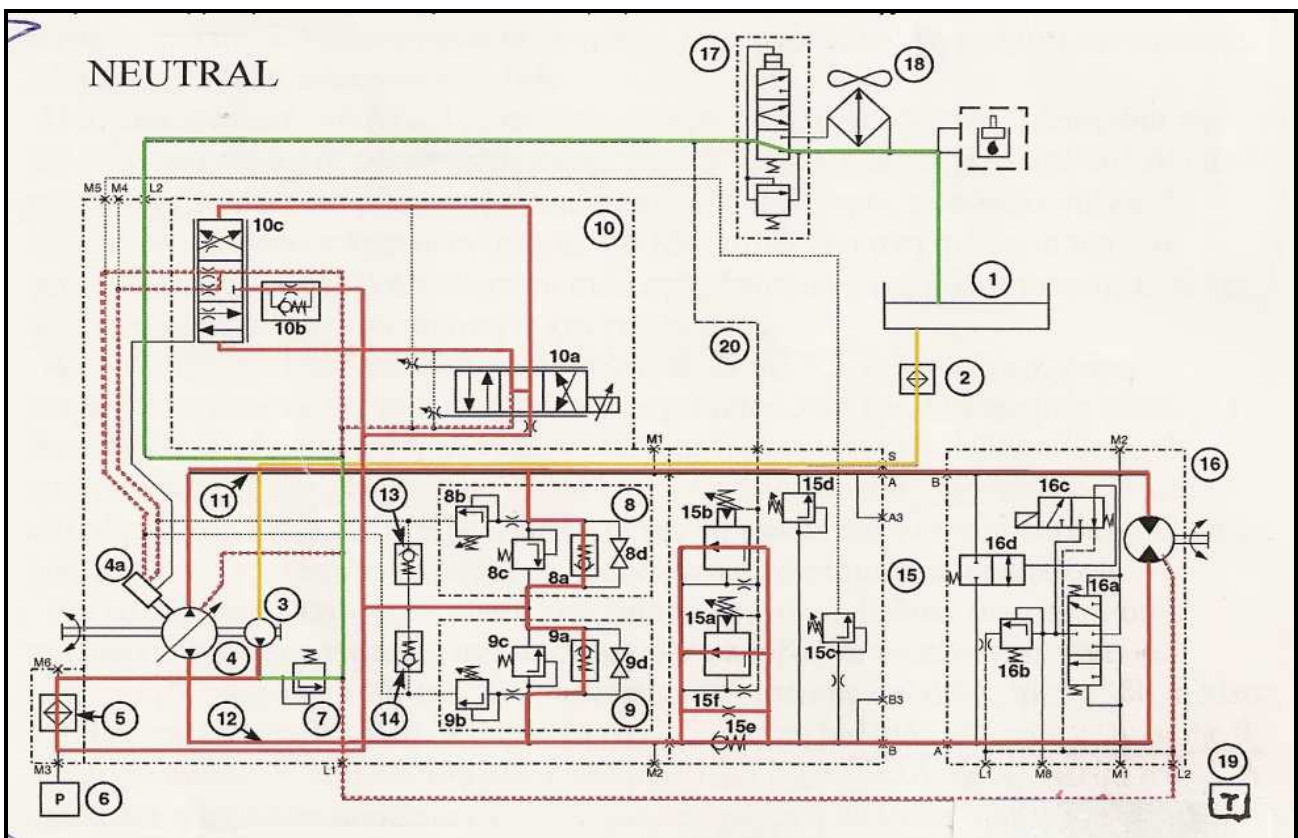 NEUTRAL
17
18
M5 M4 L2
10c
10
1
10b
20
10a
2
M1
S
M2
16
11
13
8b
8
15d
A
B
16c
15b
A3
4a
8c
8a
8d
16d
15
3
9c
9a
15a
16a
4
9d
15c
16b
M6
15f
B3
5
12
7
14
9b
9
15e
B
A
M3
L1
M2
L1
M8
M1
L2
19
P
6
T